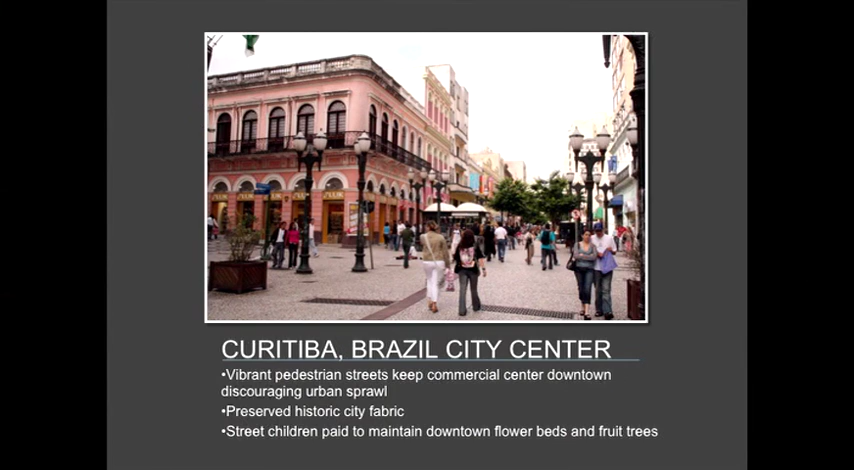 CURITIBA, BRAZIL CITY CENTER
•Vibrant pedestrian streets keep commercial center downtown
discouraging urban sprawl
•Preserved historic city fabric
•Street children paid to maintain downtown flower beds and fruit trees